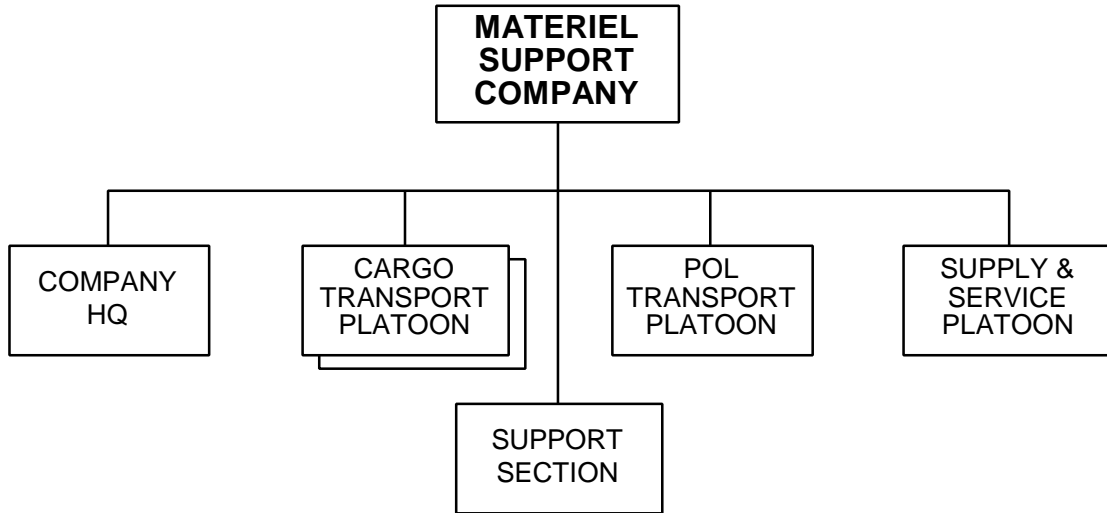 MATERIEL
SUPPORT
COMPANY
COMPANY
HQ
CARGO
TRANSPORT
PLATOON
POL
TRANSPORT
PLATOON
SUPPLY &
SERVICE
PLATOON
SUPPORT
SECTION